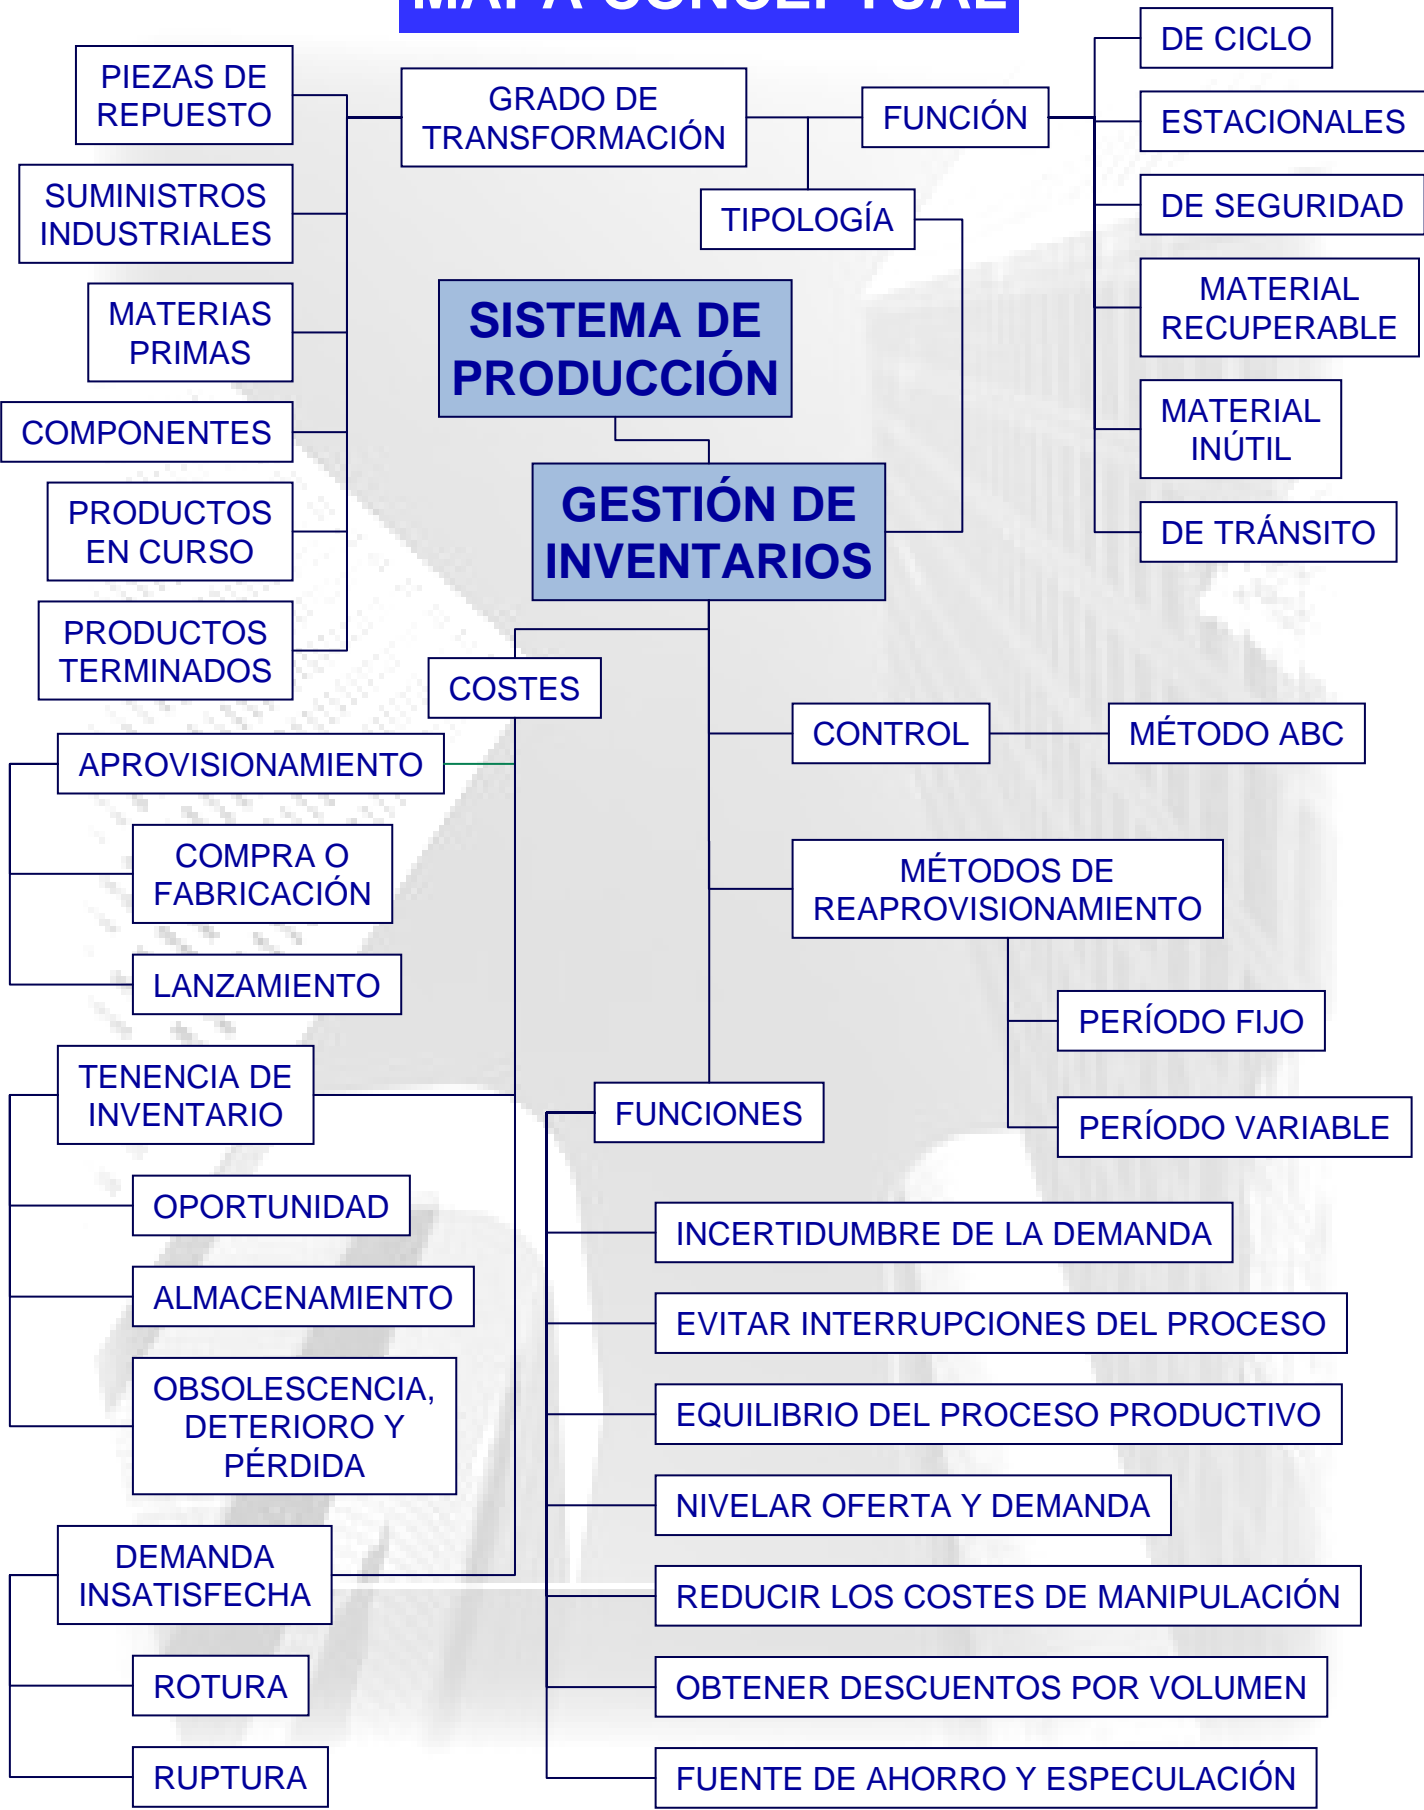 MAPA CONCEPTUAL
DE CICLO
PIEZAS DE
REPUESTO
GRADO DE
TRANSFORMACIÓN
FUNCIÓN
ESTACIONALES
SUMINISTROS
INDUSTRIALES
TIPOLOGÍA
DE SEGURIDAD
MATERIAS
PRIMAS
SISTEMA DE
PRODUCCIÓN
MATERIAL
RECUPERABLE
COMPONENTES
MATERIAL
INÚTIL
PRODUCTOS
EN CURSO
GESTIÓN DE
INVENTARIOS
DE TRÁNSITO
PRODUCTOS
TERMINADOS
COSTES
CONTROL
MÉTODO ABC
APROVISIONAMIENTO
COMPRA O
FABRICACIÓN
LANZAMIENTO
MÉTODOS DE
REAPROVISIONAMIENTO
PERÍODO FIJO
PERÍODO VARIABLE
TENENCIA DE
INVENTARIO
OPORTUNIDAD
ALMACENAMIENTO
OBSOLESCENCIA,
DETERIORO Y
PÉRDIDA
DEMANDA
INSATISFECHA
ROTURA
RUPTURA
FUNCIONES
INCERTIDUMBRE DE LA DEMANDA
EVITAR INTERRUPCIONES DEL PROCESO
EQUILIBRIO DEL PROCESO PRODUCTIVO
NIVELAR OFERTA Y DEMANDA
REDUCIR LOS COSTES DE MANIPULACIÓN
OBTENER DESCUENTOS POR VOLUMEN
FUENTE DE AHORRO Y ESPECULACIÓN